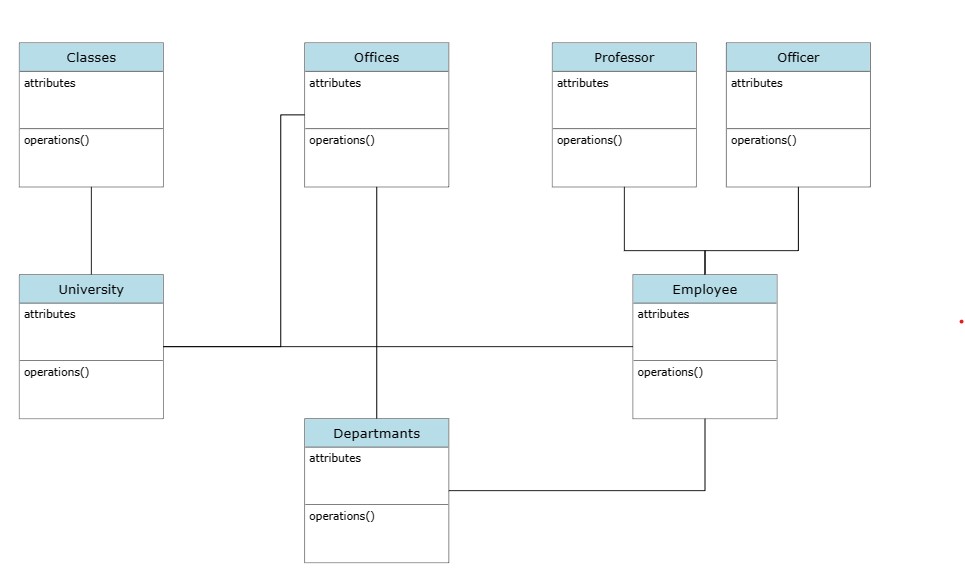 Classes
attributes
operations()
Offices
attributes
operations()
Professor
attributes
operations()
Officer
attributes
operations()
University
attributes
operations()
Employee
attributes
operations()
Departmants
attributes
operations()